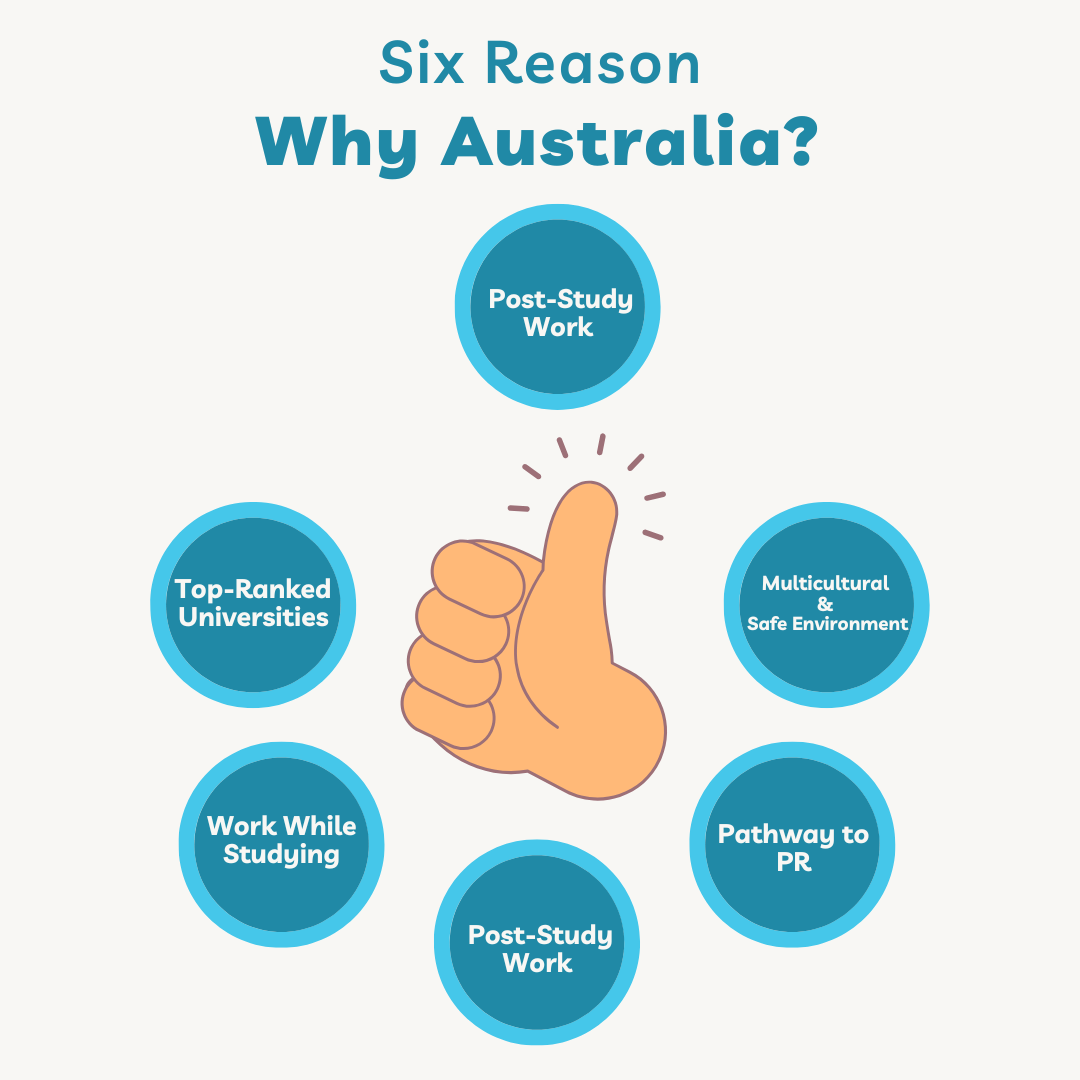 Six Reason
Why Australia?
Post-Study
Work
Top-Ranked
Universities
Multicultural
&
Safe Environment
Work While
Studying
Pathway to
PR
Post-Study
Work